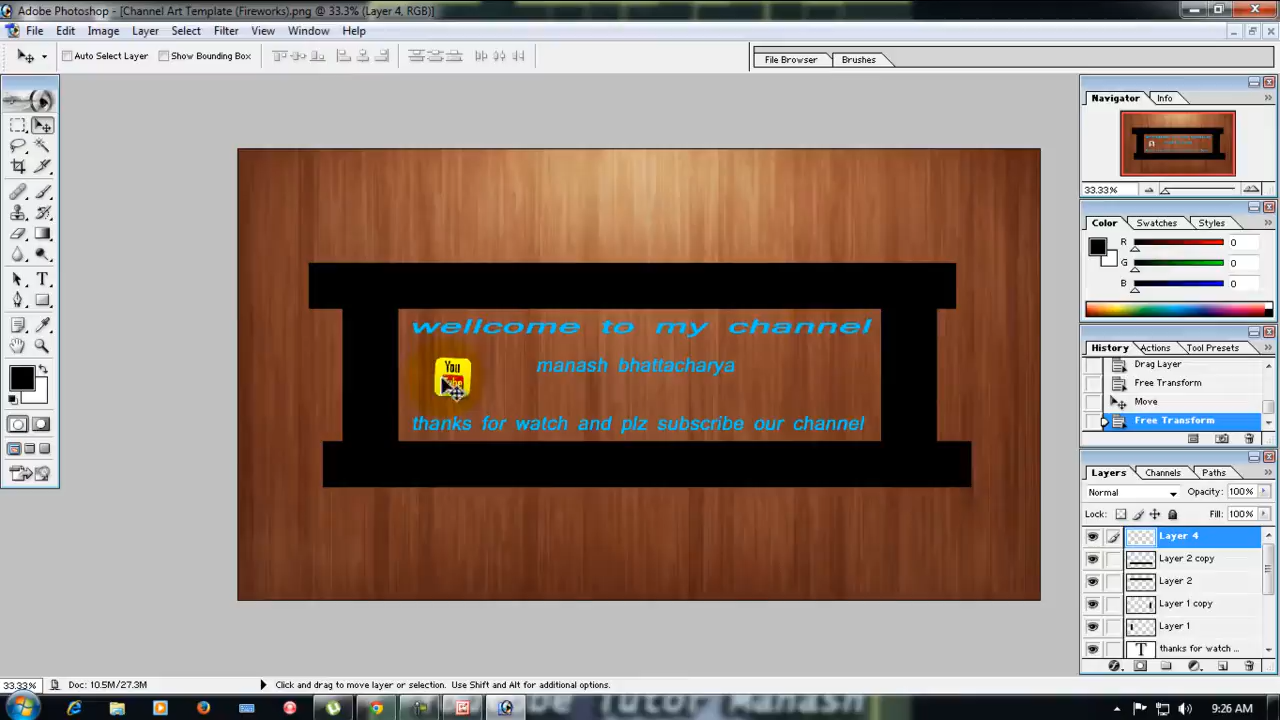 Adobe Photoshop - [Channel Art Template (Fireworks).png @ 33.3% (Layer 4, RGB)]
File Edit Image Layer Select Filter View Window Help
Auto Select Layer Show Bounding Box
File Browser Brushes
Navigator Info
33.33%
Color Swatches Styles
R 0
G 0
B 0
wellcome to my channel
You
manash bhattacharya
thanks for watch and plz subscribe our channel
History Actions Tool Presets
Drag Layer
Free Transform
Move
Free Transform
Layers Channels Paths
Normal Opacity: 100%
Lock: Fill: 100%
Layer 4
Layer 2 copy
Layer 2
Layer 1 copy
Layer 1
T thanks for watch ...
33.33% Doc: 10.5M/27.3M Click and drag to move layer or selection. Use Shift and Alt for additional options.
Tutor Manash
9:26 AM